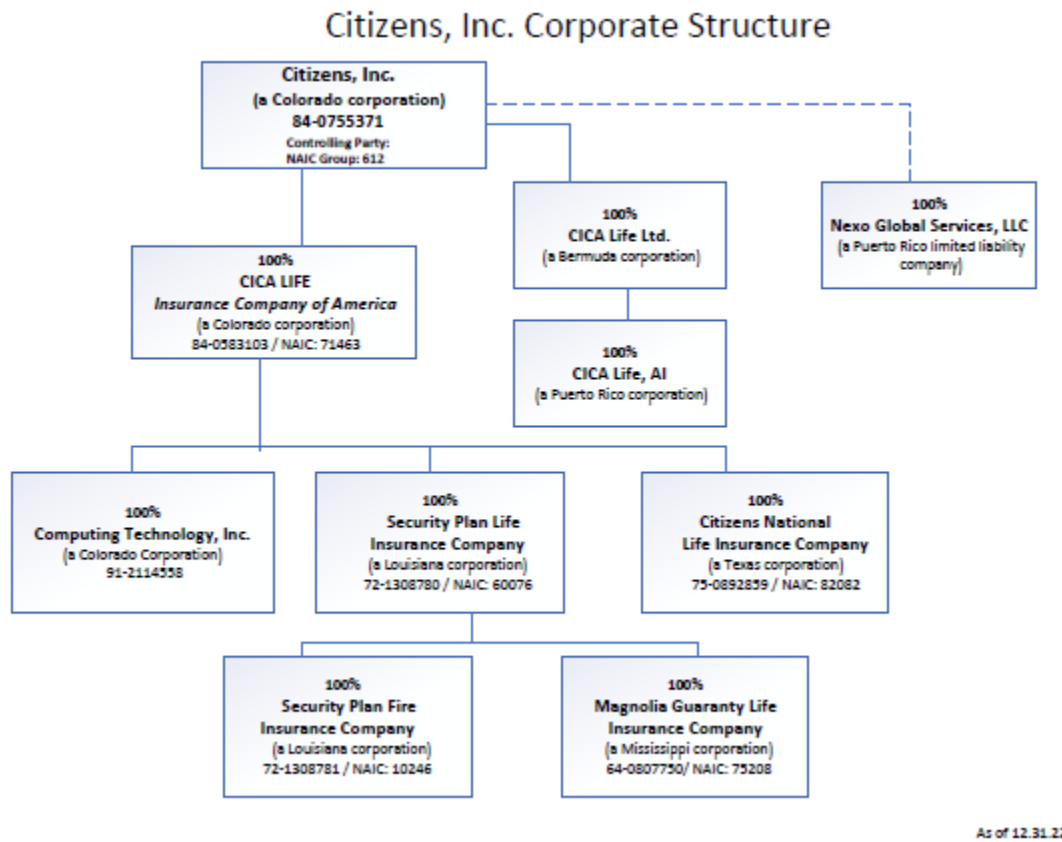 Citizens, Inc. Corporate Structure
Citizens, Inc.
(a Colorado corporation)
84-0755371
Controlling Party:
NAIC Group: 612
100%
CICA Life Ltd.
(a Bermuda corporation)
100%
Nexo Global Services, LLC
(a Puerto Rico limited liability
company)
100%
CICA LIFE
Insurance Company of America
(a Colorado corporation)
84-0583103 / NAIC: 71463
100%
CICA Life, AI
(a Puerto Rico corporation)
100%
Computing Technology, Inc.
(a Colorado Corporation)
91-2114558
100%
Security Plan Life
Insurance Company
(a Louisiana corporation)
72-1308780 / NAIC: 60076
100%
Citizens National
Life Insurance Company
(a Texas corporation)
75-0892859 / NAIC: 82082
100%
Security Plan Fire
Insurance Company
(a Louisiana corporation)
72-1308781 / NAIC: 10246
100%
Magnolia Guaranty Life
Insurance Company
(a Mississippi corporation)
64-0807750/ NAIC: 75208
As of 12.31.22